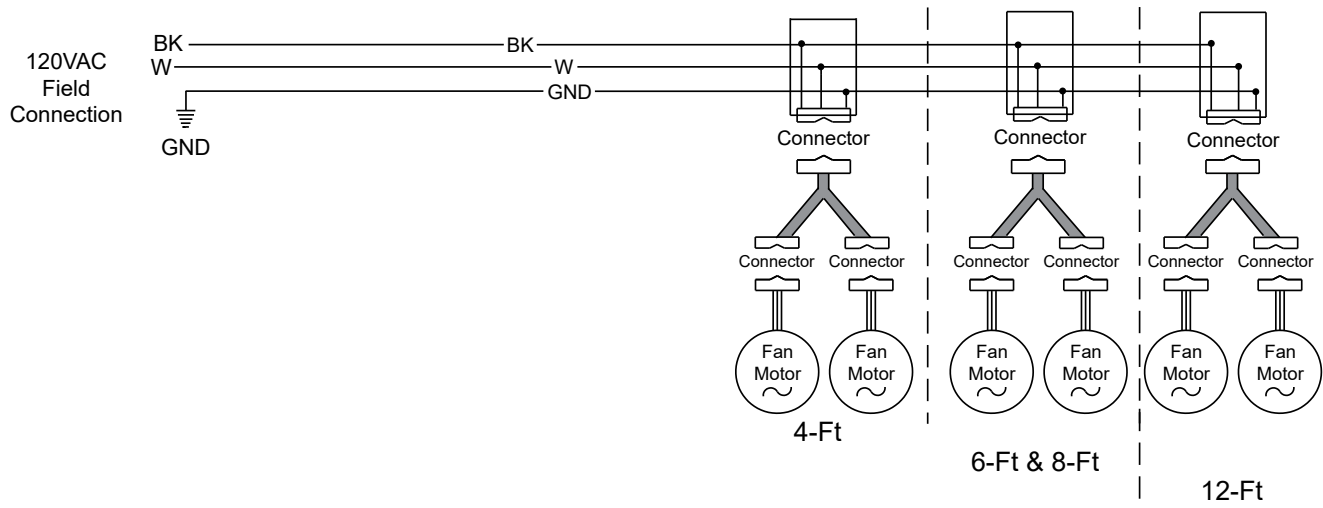 120VAC
Field
Connection
BK
W
GND
BK
W
GND
Connector
Connector
Connector
Connector Connector
Connector Connector
Connector Connector
Fan
Motor
Fan
Motor
Fan
Motor
Fan
Motor
Fan
Motor
Fan
Motor
4-Ft
6-Ft & 8-Ft
12-Ft